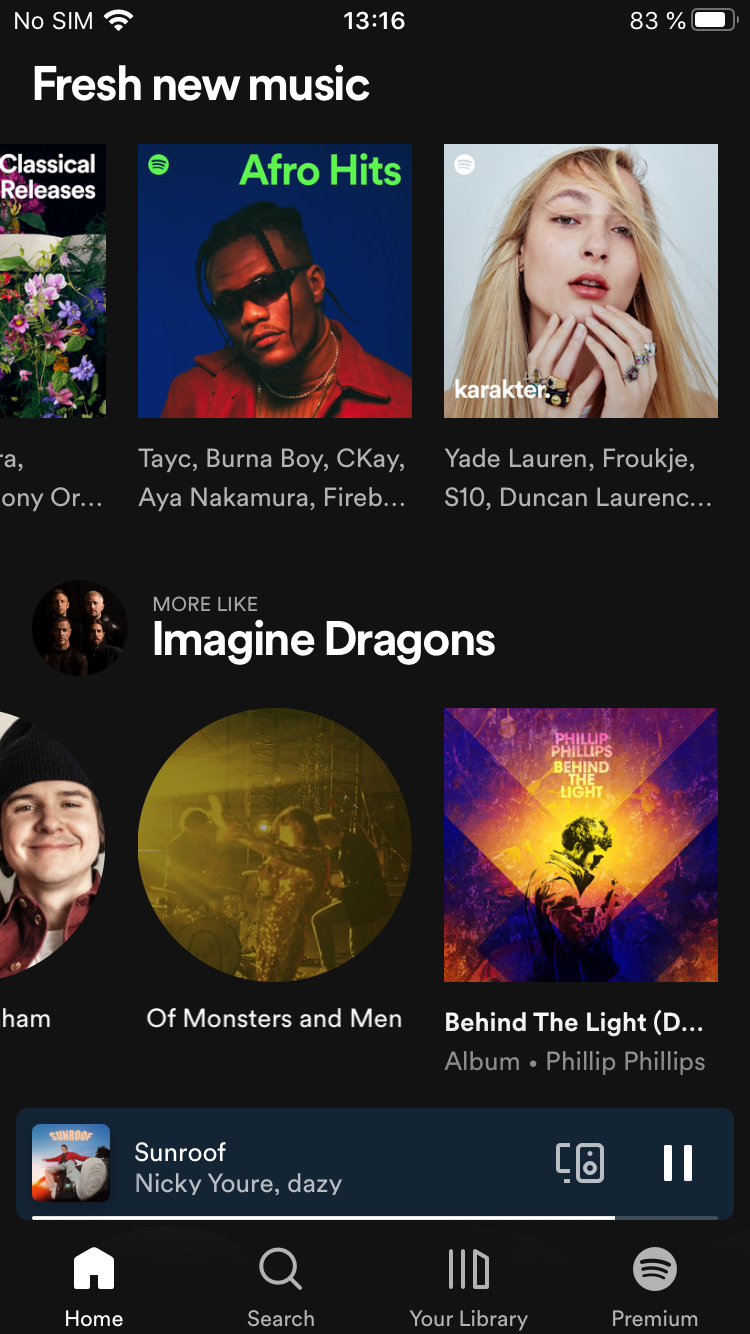 No SIM 13:16 83 %
Fresh new music
Classical
Releases
Afro Hits
karakter.
ra,
ony Or...
Tayc, Burna Boy, CKay,
Aya Nakamura, Fireb...
Yade Lauren, Froukje,
S10, Duncan Laurenc...
MORE LIKE
Imagine Dragons
PHILLIP
PHILLIPS
BEHIND
THE
LIGHT
ham
Of Monsters and Men
Behind The Light (D...
Album • Phillip Phillips
SUNROOF
Sunroof
Nicky Youre, dazy
Home
Search
Your Library
Premium